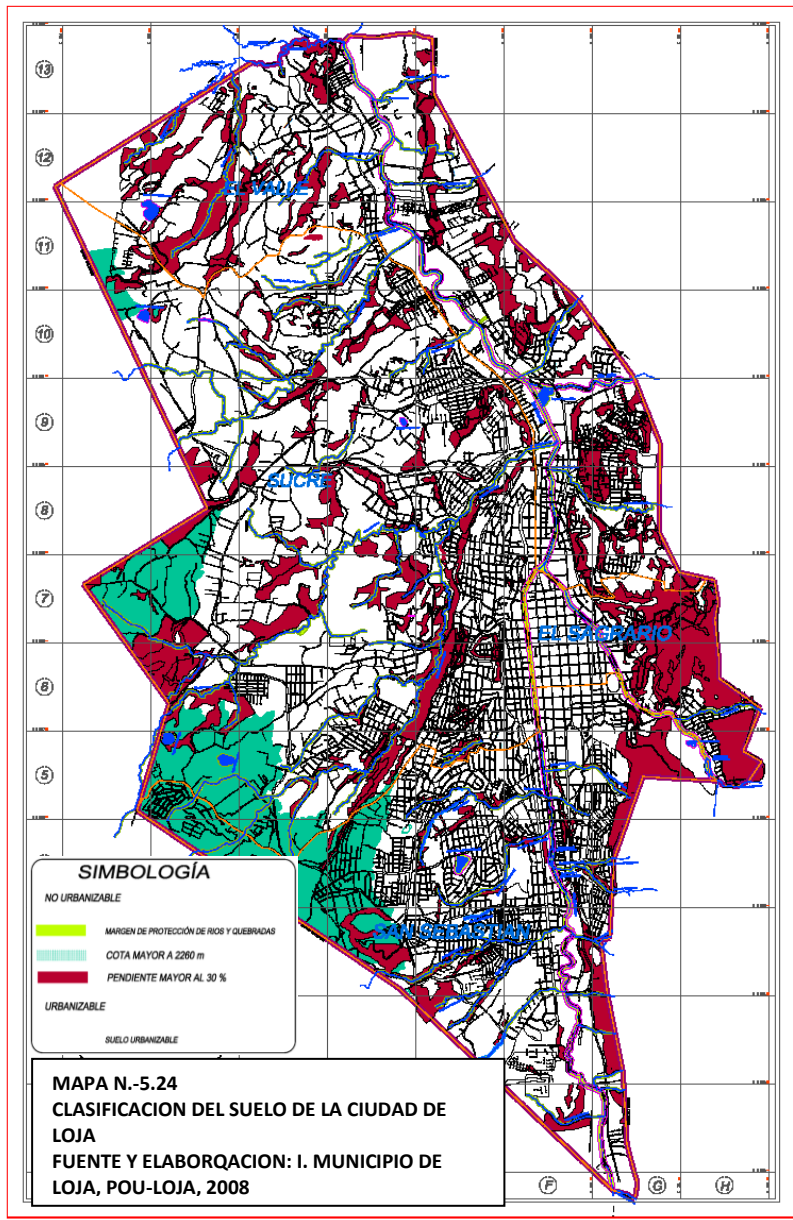 13
12
11
10
9
8
7
6
5
EL VALLE
SUCRE
EL SAGRARIO
SAN SEBASTIAN
SIMBOLOGÍA
NO URBANIZABLE
MARGEN DE PROTECCIÓN DE RIOS Y QUEBRADAS
COTA MAYOR A 2260 m
PENDIENTE MAYOR AL 30 %
URBANIZABLE
SUELO URBANIZABLE
MAPA N.-5.24
CLASIFICACION DEL SUELO DE LA CIUDAD DE
LOJA
FUENTE Y ELABORQACION: I. MUNICIPIO DE
LOJA, POU-LOJA, 2008
F G H